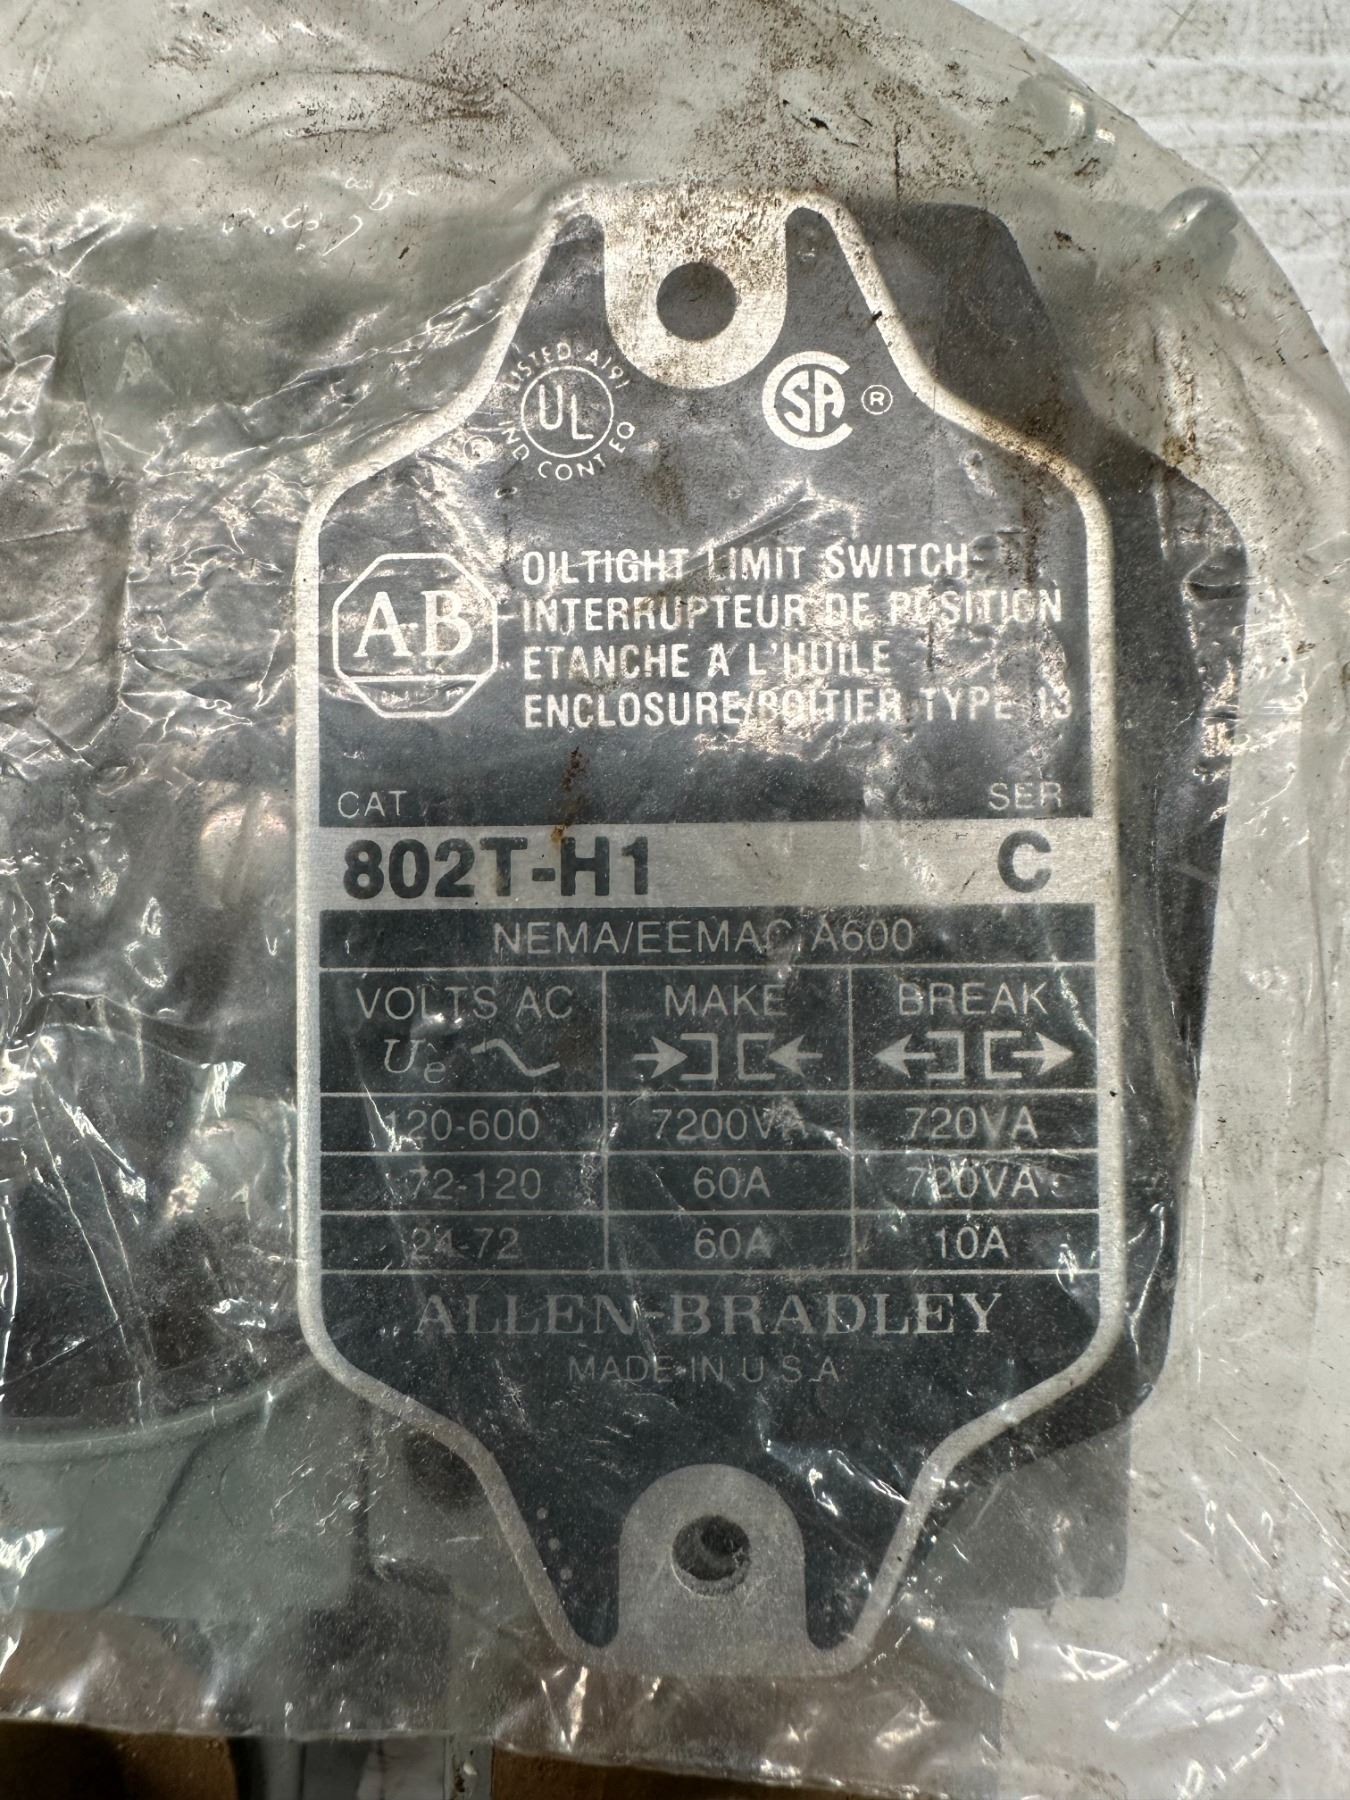 LISTED A191
UL
IND CONT EQ
®
CSA ®
AB
OILTIGHT LIMIT SWITCH
INTERRUPTEUR DE POSITION
ETANCHE A L'HUILE
ENCLOSURE/BOITIER TYPE 13
CAT SER
802T-H1 C
NEMA/EEMAC A600
VOLTS AC MAKE BREAK
Ue
120-600 7200VA 720VA
72-120 60A 720VA
24-72 60A 10A
ALLEN-BRADLEY
MADE IN U.S.A